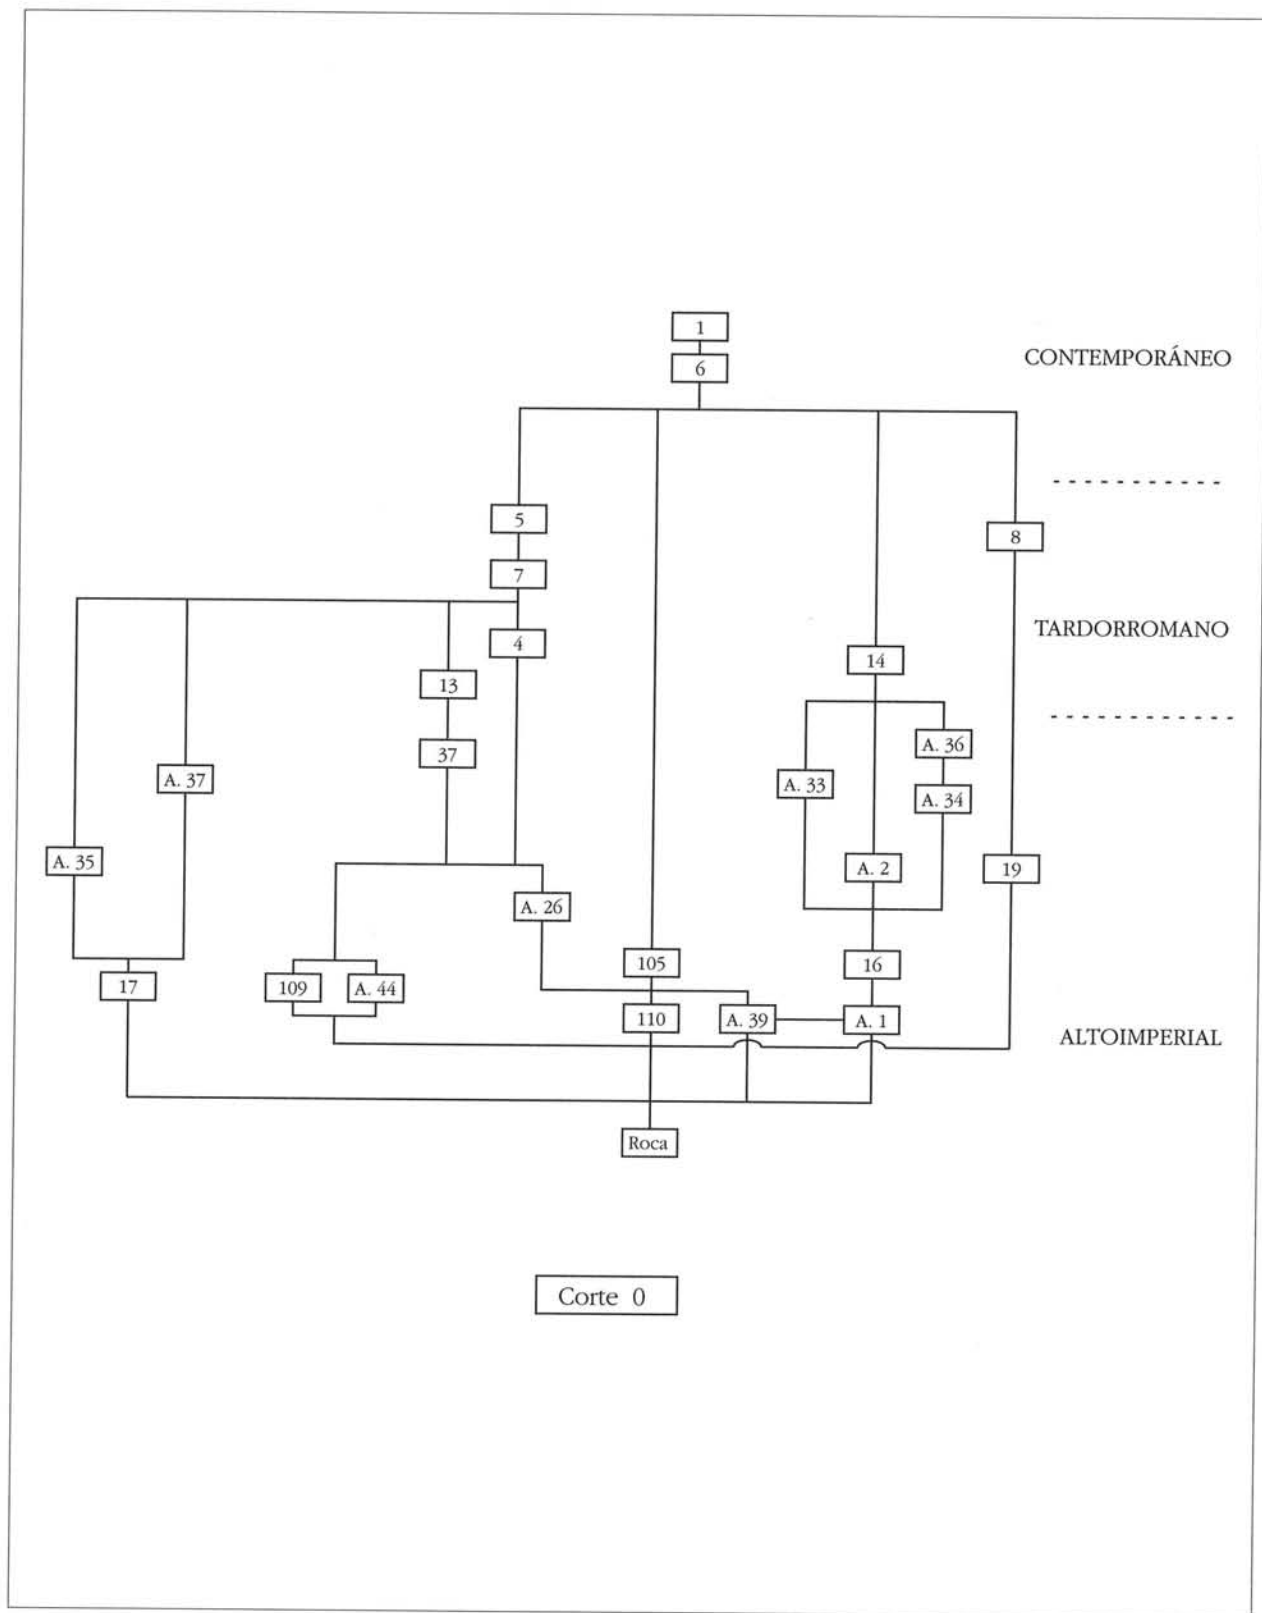 1
CONTEMPORÁNEO
6
5
8
7
TARDORROMANO
4
14
13
A. 36
37
A. 37
A. 33
A. 34
A. 35
A. 2
19
A. 26
105
16
17
109
A. 44
110
A. 39
A. 1
ALTOIMPERIAL
Roca
Corte 0